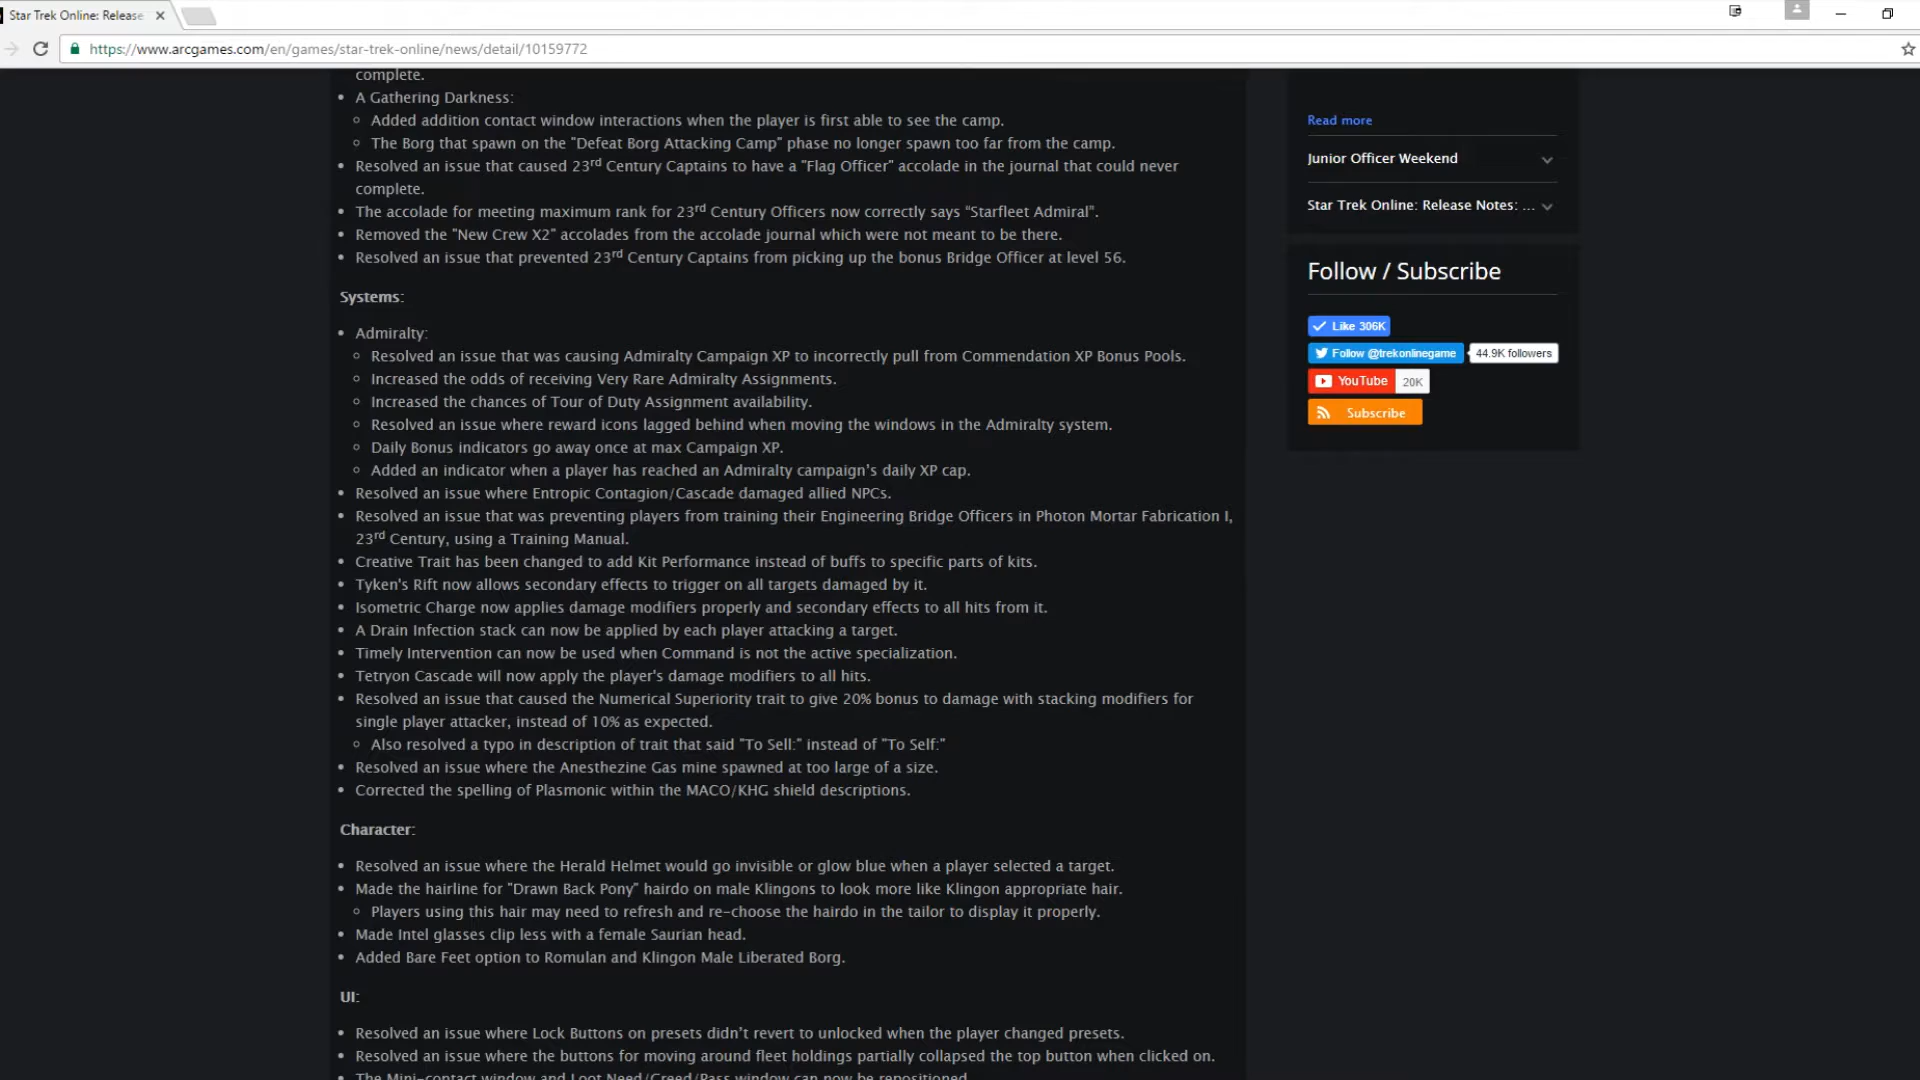 Star Trek Online: Release
https://www.arcgames.com/en/games/star-trek-online/news/detail/10159772
complete.
• A Gathering Darkness:
◦ Added addition contact window interactions when the player is first able to see the camp.
◦ The Borg that spawn on the "Defeat Borg Attacking Camp" phase no longer spawn too far from the camp.
• Resolved an issue that caused 23rd Century Captains to have a "Flag Officer" accolade in the journal that could never
complete.
• The accolade for meeting maximum rank for 23rd Century Officers now correctly says “Starfleet Admiral”.
• Removed the "New Crew X2" accolades from the accolade journal which were not meant to be there.
• Resolved an issue that prevented 23rd Century Captains from picking up the bonus Bridge Officer at level 56.
Systems:
• Admiralty:
◦ Resolved an issue that was causing Admiralty Campaign XP to incorrectly pull from Commendation XP Bonus Pools.
◦ Increased the odds of receiving Very Rare Admiralty Assignments.
◦ Increased the chances of Tour of Duty Assignment availability.
◦ Resolved an issue where reward icons lagged behind when moving the windows in the Admiralty system.
◦ Daily Bonus indicators go away once at max Campaign XP.
◦ Added an indicator when a player has reached an Admiralty campaign’s daily XP cap.
• Resolved an issue where Entropic Contagion/Cascade damaged allied NPCs.
• Resolved an issue that was preventing players from training their Engineering Bridge Officers in Photon Mortar Fabrication I,
23rd Century, using a Training Manual.
• Creative Trait has been changed to add Kit Performance instead of buffs to specific parts of kits.
• Tyken's Rift now allows secondary effects to trigger on all targets damaged by it.
• Isometric Charge now applies damage modifiers properly and secondary effects to all hits from it.
• A Drain Infection stack can now be applied by each player attacking a target.
• Timely Intervention can now be used when Command is not the active specialization.
• Tetryon Cascade will now apply the player's damage modifiers to all hits.
• Resolved an issue that caused the Numerical Superiority trait to give 20% bonus to damage with stacking modifiers for
single player attacker, instead of 10% as expected.
◦ Also resolved a typo in description of trait that said "To Sell:" instead of "To Self:"
• Resolved an issue where the Anesthezine Gas mine spawned at too large of a size.
• Corrected the spelling of Plasmonic within the MACO/KHG shield descriptions.
Character:
• Resolved an issue where the Herald Helmet would go invisible or glow blue when a player selected a target.
• Made the hairline for "Drawn Back Pony" hairdo on male Klingons to look more like Klingon appropriate hair.
◦ Players using this hair may need to refresh and re-choose the hairdo in the tailor to display it properly.
• Made Intel glasses clip less with a female Saurian head.
• Added Bare Feet option to Romulan and Klingon Male Liberated Borg.
UI:
• Resolved an issue where Lock Buttons on presets didn’t revert to unlocked when the player changed presets.
• Resolved an issue where the buttons for moving around fleet holdings partially collapsed the top button when clicked on.
• The Mini-contact window and Loot Need/Greed/Pass window can now be repositioned.
Read more
Junior Officer Weekend
Star Trek Online: Release Notes: ...
Follow / Subscribe
Like 306K
Follow @trekonlinegame 44.9K followers
YouTube 20K
Subscribe